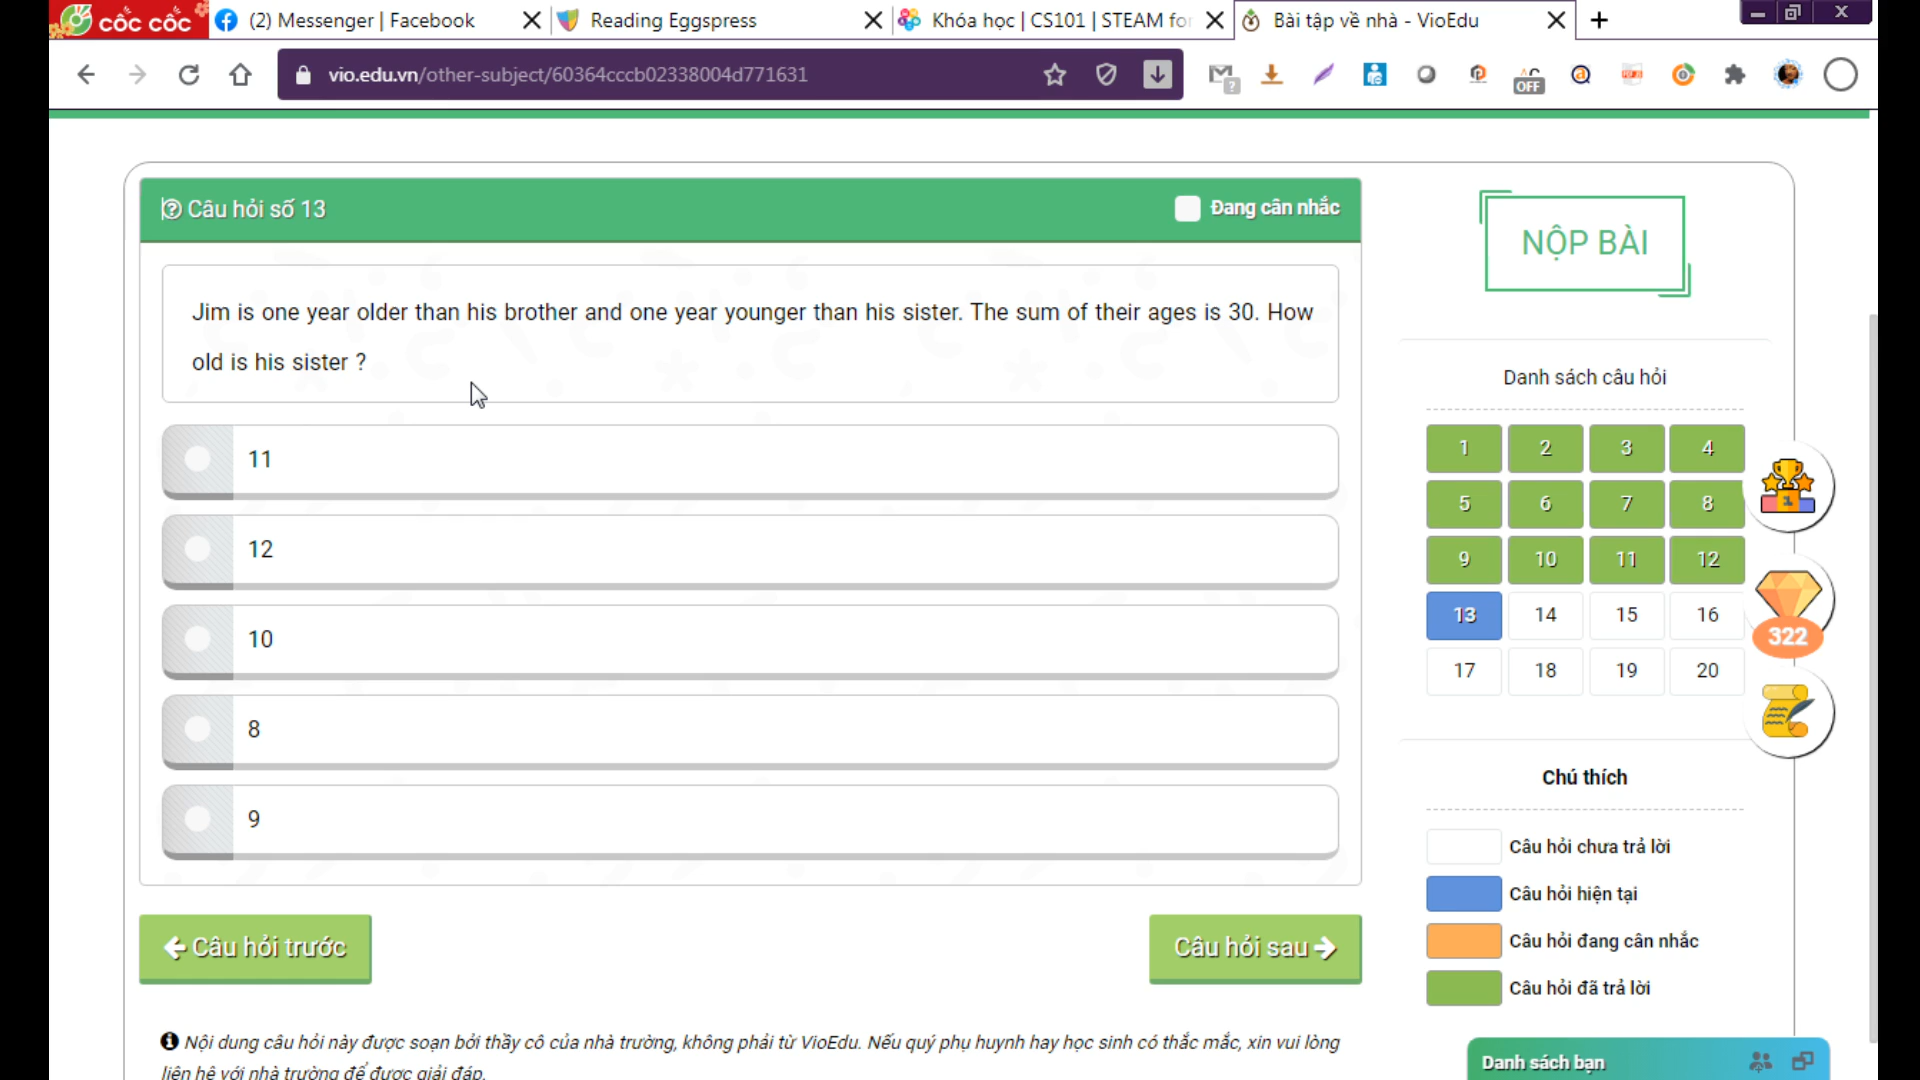 cốc cốc
(2) Messenger | Facebook
Reading Eggspress
Khóa học | CS101 | STEAM for
Bài tập về nhà - VioEdu
vio.edu.vn/other-subject/60364cccb02338004d771631
OFF
Câu hỏi số 13
Đang cân nhắc
Jim is one year older than his brother and one year younger than his sister. The sum of their ages is 30. How
old is his sister ?
11
12
10
8
9
Câu hỏi trước
Câu hỏi sau
Nội dung câu hỏi này được soạn bởi thầy cô của nhà trường, không phải từ VioEdu. Nếu quý phụ huynh hay học sinh có thắc mắc, xin vui lòng
liên hệ với nhà trường để được giải đáp.
NỘP BÀI
Danh sách câu hỏi
1 2 3 4
5 6 7 8
9 10 11 12
13 14 15 16
17 18 19 20
1
322
Chú thích
Câu hỏi chưa trả lời
Câu hỏi hiện tại
Câu hỏi đang cân nhắc
Câu hỏi đã trả lời
Danh sách bạn